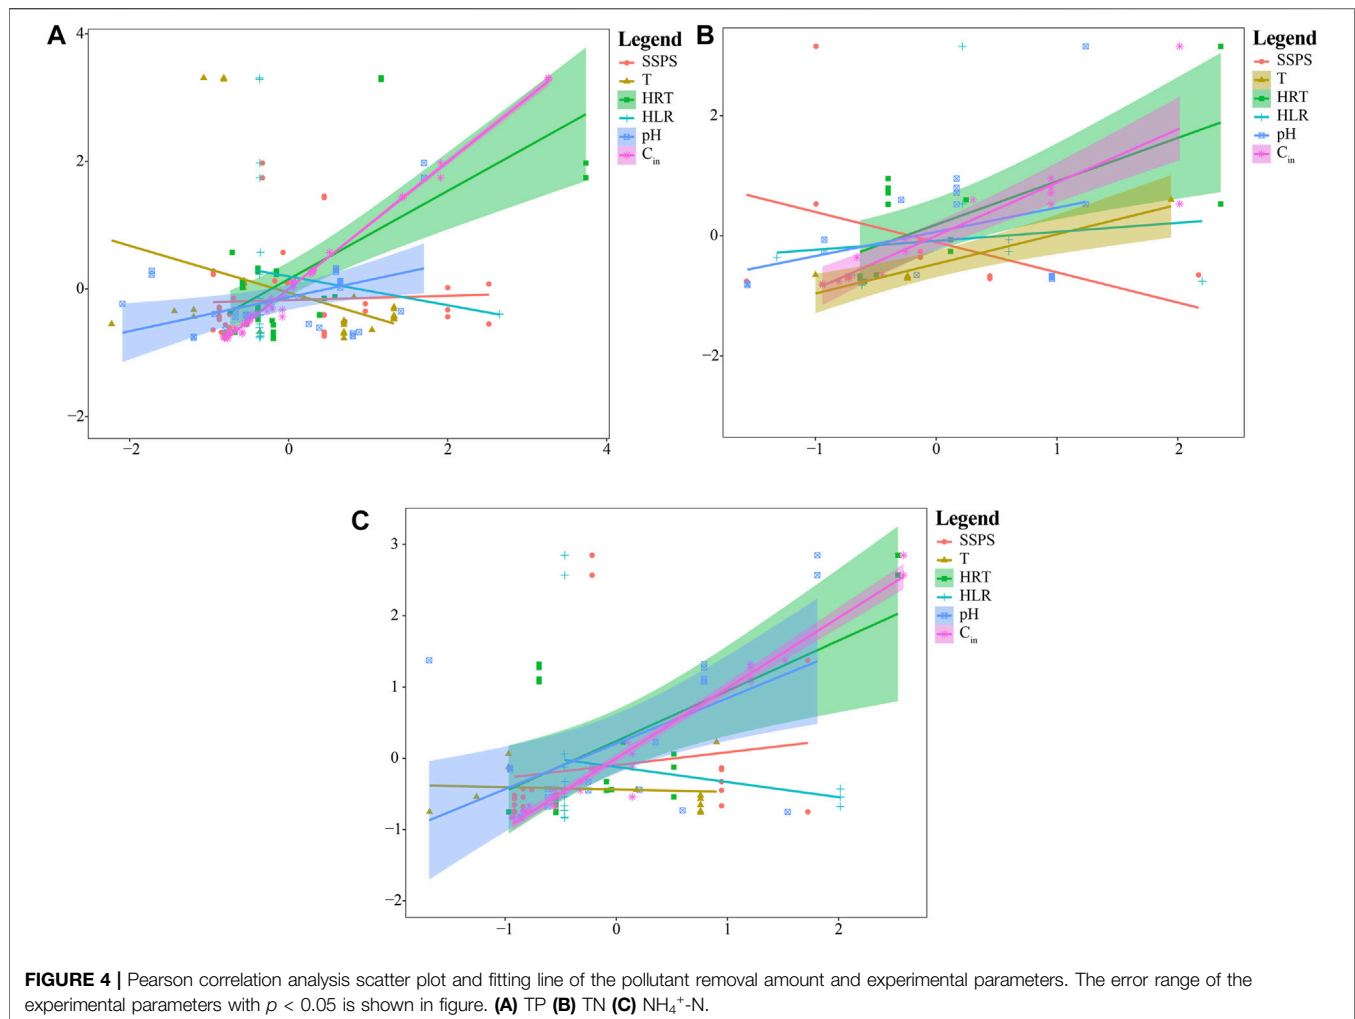 A
4
2
0
−2
−2
0
2
4
Legend
SSPS
T
HRT
HLR
pH
C_in
B
2
0
−2
−1
0
1
2
Legend
SSPS
T
HRT
HLR
pH
C_in
C
3
2
1
0
−1
−2
−1
0
1
2
Legend
SSPS
T
HRT
HLR
pH
C_in
FIGURE 4 | Pearson correlation analysis scatter plot and fitting line of the pollutant removal amount and experimental parameters. The error range of the
experimental parameters with p < 0.05 is shown in figure. (A) TP (B) TN (C) NH₄⁺-N.